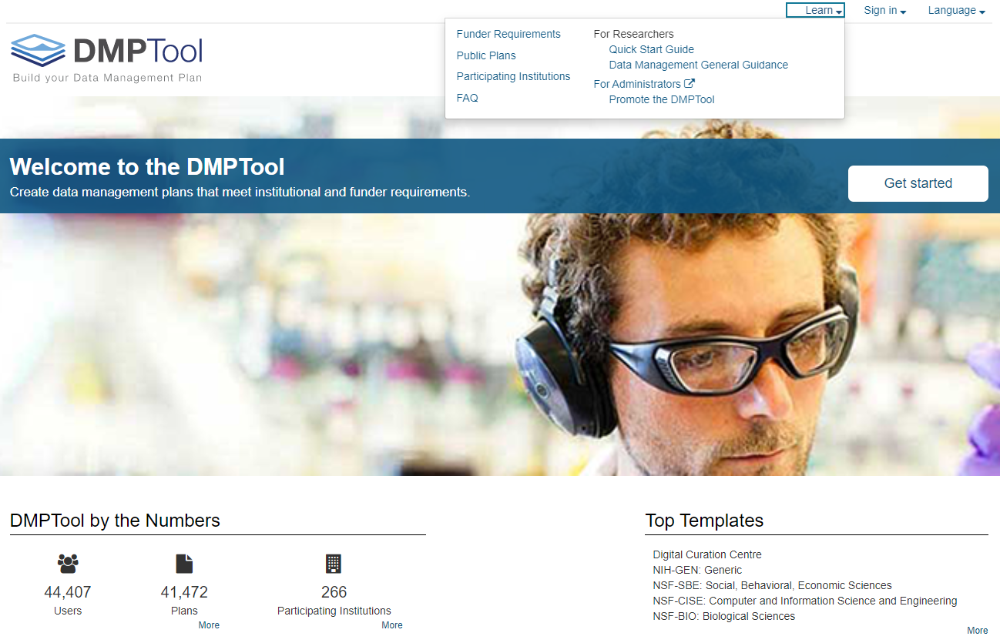 Learn Sign in Language
Funder Requirements
Public Plans
Participating Institutions
FAQ
For Researchers
Quick Start Guide
Data Management General Guidance
For Administrators
Promote the DMPTool
DMPTool
Build your Data Management Plan
Welcome to the DMPTool
Create data management plans that meet institutional and funder requirements.
Get started
DMPTool by the Numbers
44,407
Users
41,472
Plans
More
266
Participating Institutions
More
Top Templates
Digital Curation Centre
NIH-GEN: Generic
NSF-SBE: Social, Behavioral, Economic Sciences
NSF-CISE: Computer and Information Science and Engineering
NSF-BIO: Biological Sciences
More